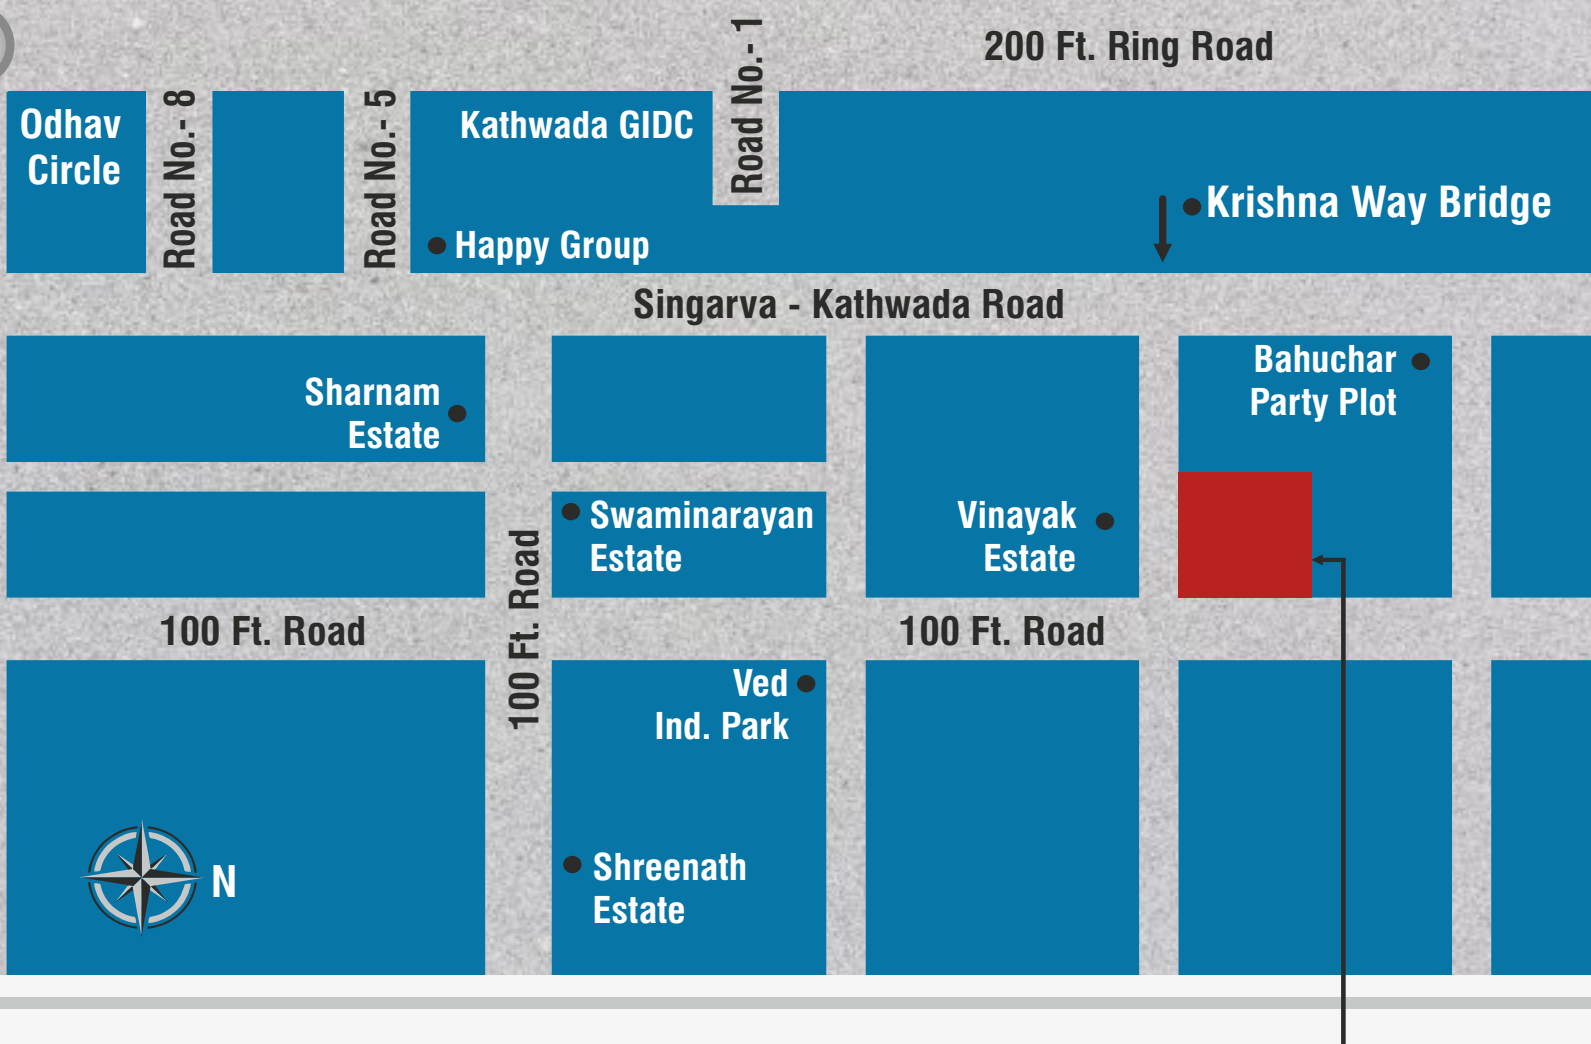 200 Ft. Ring Road
Odhav
Circle
Road No.- 8
Road No.- 5
Kathwada GIDC
Road No.- 1
Krishna Way Bridge
Happy Group
Singarva - Kathwada Road
Sharnam
Estate
Bahuchar
Party Plot
Swaminarayan
Estate
Vinayak
Estate
100 Ft. Road
100 Ft. Road
100 Ft. Road
Ved
Ind. Park
Shreenath
Estate
N